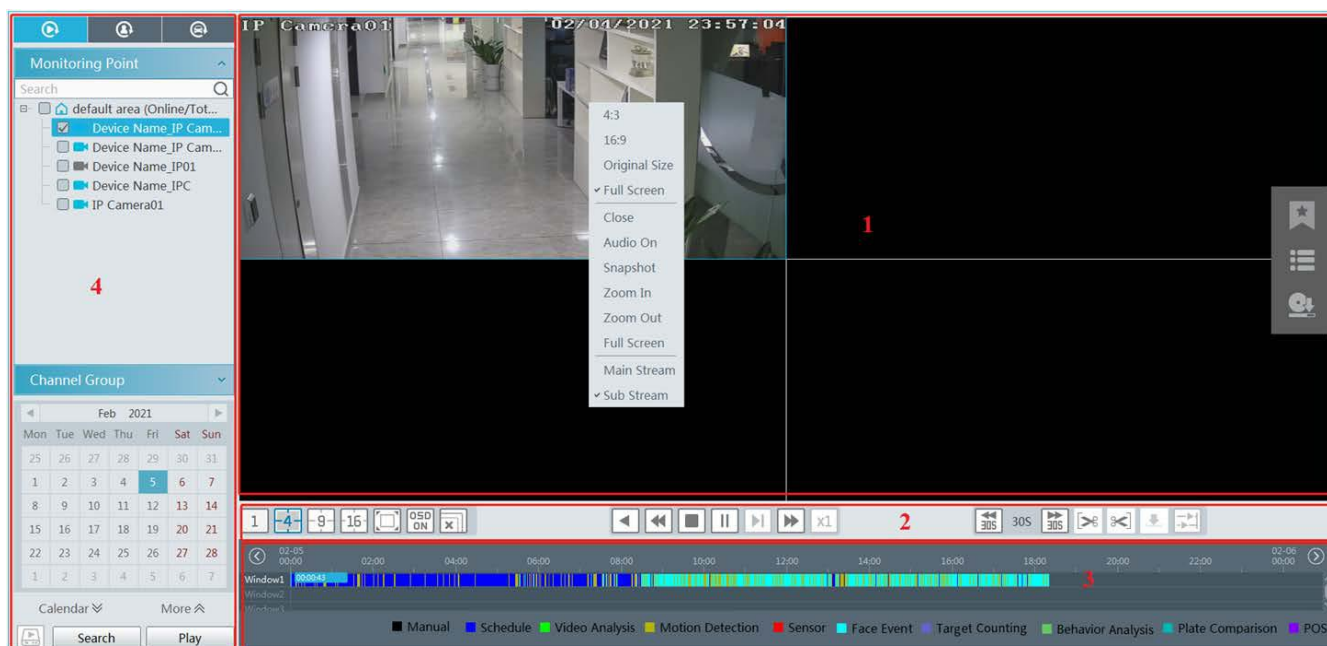 Monitoring Point
Search
default area (Online/Tot...
Device Name_IP Cam...
Device Name_IP Cam...
Device Name_IP01
Device Name_IPC
IP Camera01
4
Channel Group
Feb 2021
Mon Tue Wed Thu Fri Sat Sun
25 26 27 28 29 30 31
1 2 3 4 5 6 7
8 9 10 11 12 13 14
15 16 17 18 19 20 21
22 23 24 25 26 27 28
1 2 3 4 5 6 7
Calendar More
Search Play
IP Camera01 02/04/2021 23:57:04
4:3
16:9
Original Size
Full Screen
Close
Audio On
Snapshot
Zoom In
Zoom Out
Full Screen
Main Stream
Sub Stream
1
1 4 9 16 OSD ON x1 2 30S 30S 30S
02-05 02-06
00:00 02:00 04:00 06:00 08:00 10:00 12:00 14:00 16:00 18:00 20:00 22:00 00:00
Window1 00:00:43 3
Window2
Window3
Manual Schedule Video Analysis Motion Detection Sensor Face Event Target Counting Behavior Analysis Plate Comparison POS